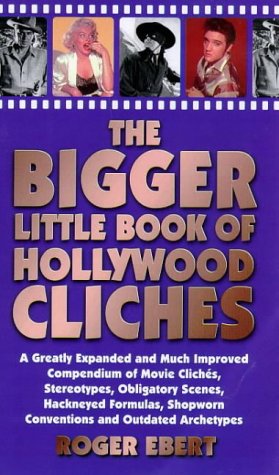 THE
BIGGER
LITTLE BOOK OF
HOLLYWOOD
CLICHES
A Greatly Expanded and Much Improved
Compendium of Movie Clichés,
Stereotypes, Obligatory Scenes,
Hackneyed Formulas, Shopworn
Conventions and Outdated Archetypes
ROGER EBERT